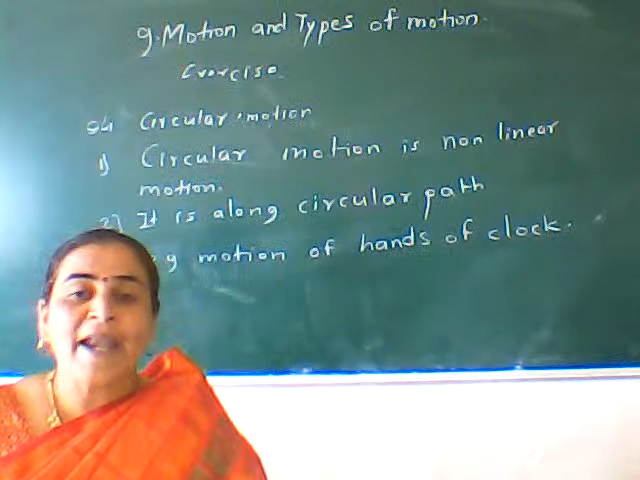 9. Motion and Types of motion.
Exercise
Circular motion
1) Circular motion is non linear
motion.
2) It is along circular path
eg motion of hands of clock.